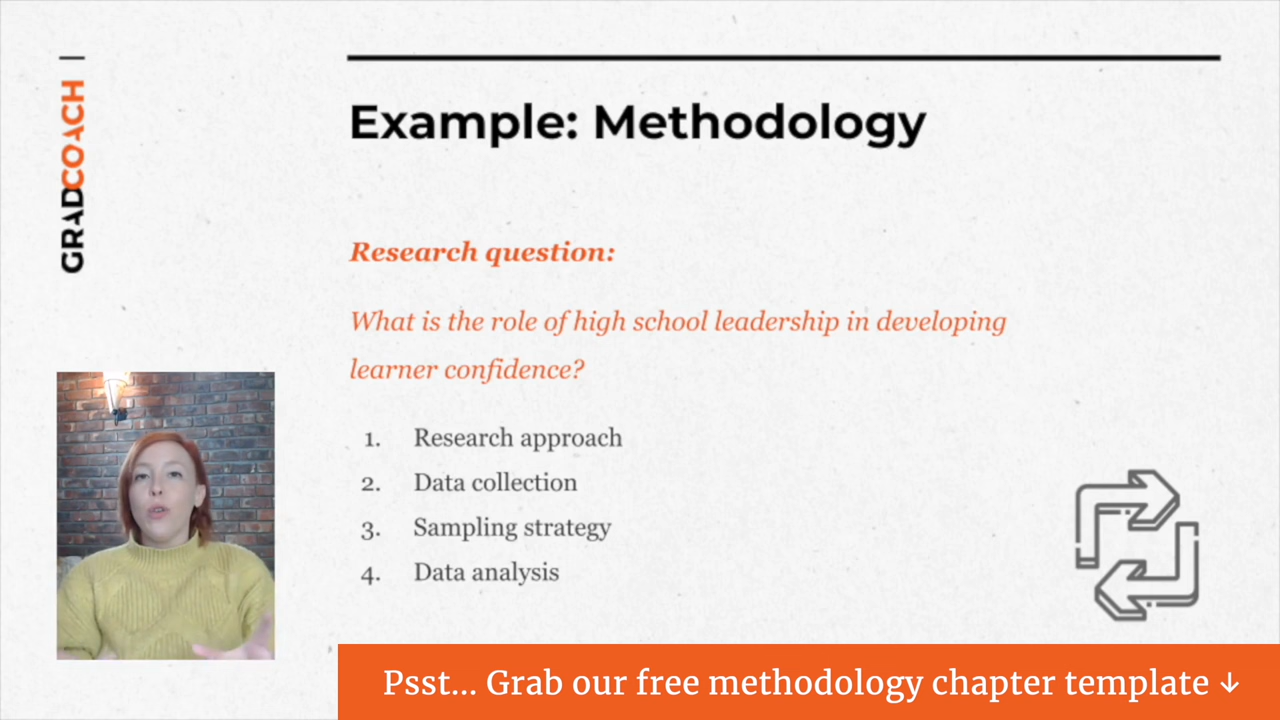 GRADCOACH
Example: Methodology
Research question:
What is the role of high school leadership in developing
learner confidence?
1. Research approach
2. Data collection
3. Sampling strategy
4. Data analysis
Psst... Grab our free methodology chapter template ↓